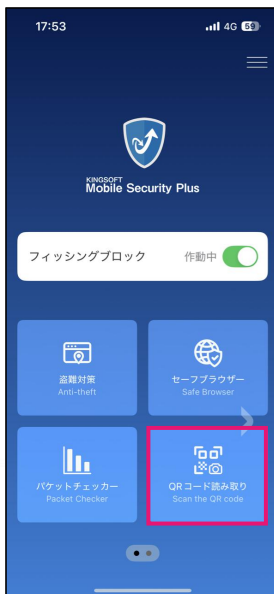 17:53
4G 59
KINGSOFT
Mobile Security Plus
フィッシングブロック 作動中
盗難対策
Anti-theft
セーフブラウザー
Safe Browser
パケットチェッカー
Packet Checker
QRコード読み取り
Scan the QR code